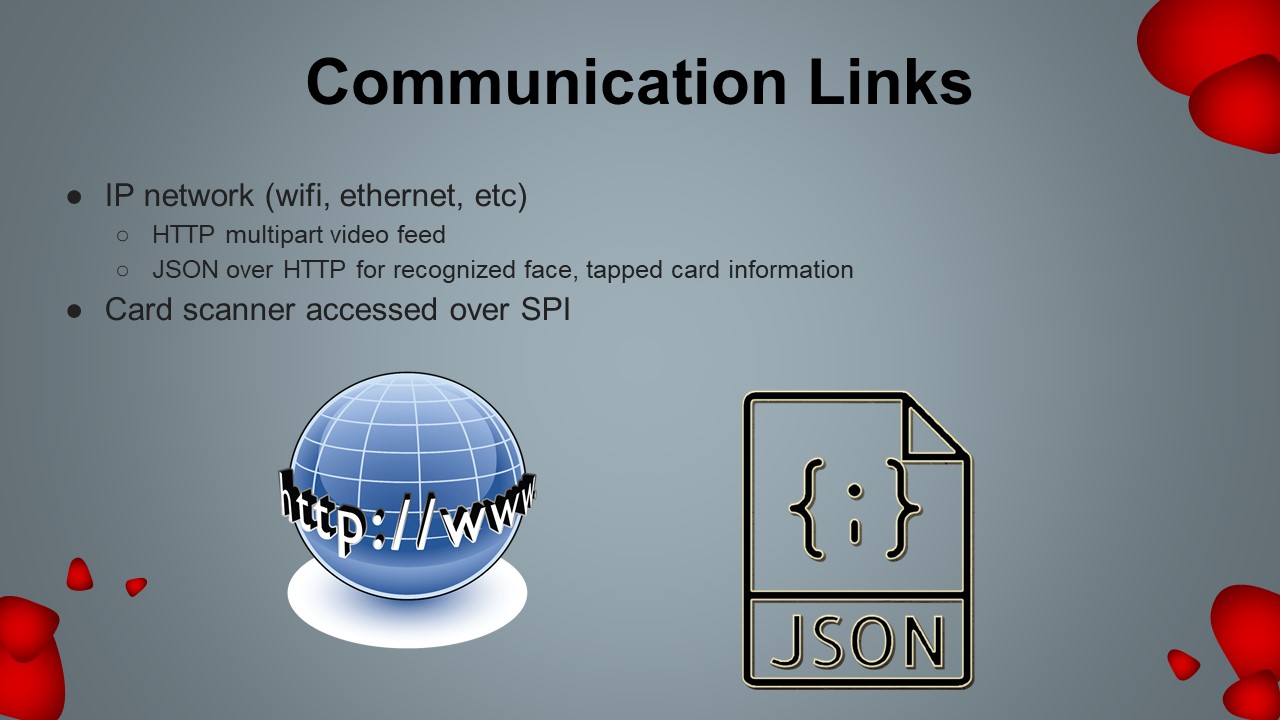 Communication Links
● IP network (wifi, ethernet, etc)
○ HTTP multipart video feed
○ JSON over HTTP for recognized face, tapped card information
● Card scanner accessed over SPI
http://www
{;}
JSON